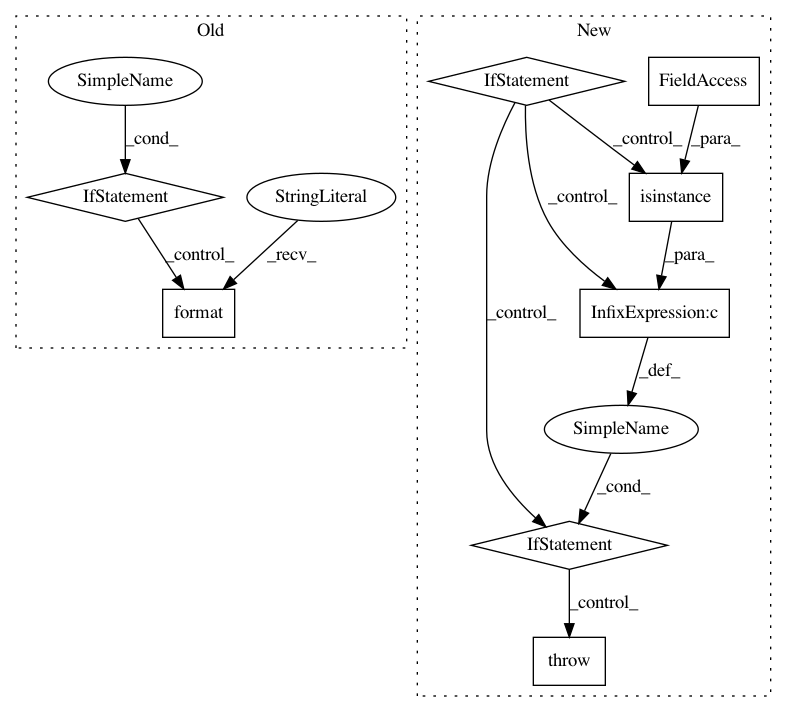 Old
SimpleName
_cond_
IfStatement
StringLiteral
_control_
_recv_
format
New
IfStatement
FieldAccess
_control_
_para_
_control_
isinstance
_para_
_control_
InfixExpression:c
_def_
SimpleName
_cond_
IfStatement
_control_
throw